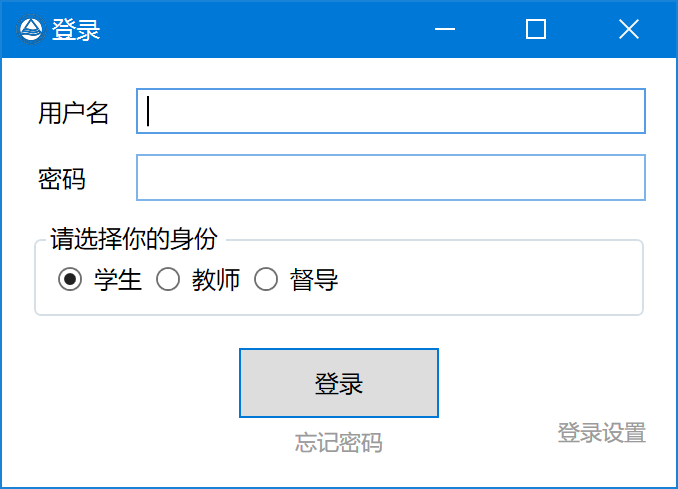 登录
用户名
密码
请选择你的身份
学生 教师 督导
登录
忘记密码
登录设置